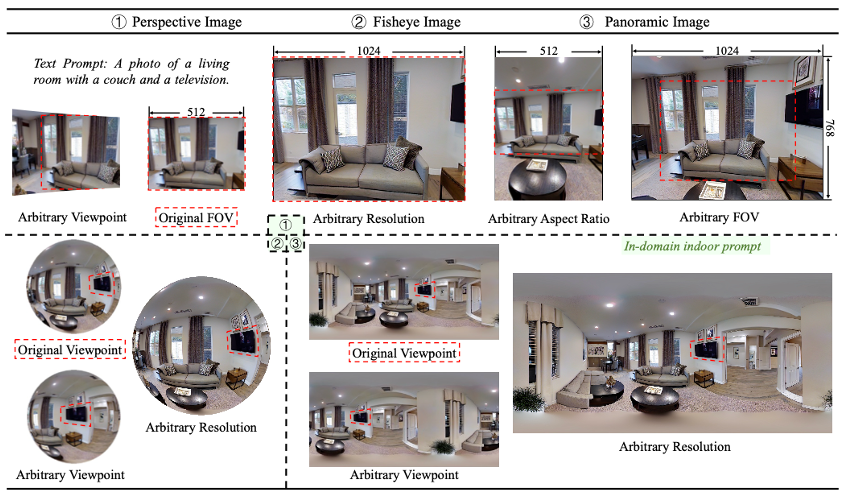 ① Perspective Image
② Fisheye Image
③ Panoramic Image
Text Prompt: A photo of a living
room with a couch and a television.
512
1024
512
1024
768
Arbitrary Viewpoint
Original FOV
Arbitrary Resolution
Arbitrary Aspect Ratio
Arbitrary FOV
①
② ③
In-domain indoor prompt
Original Viewpoint
Arbitrary Viewpoint
Arbitrary Resolution
Original Viewpoint
Arbitrary Viewpoint
Arbitrary Resolution